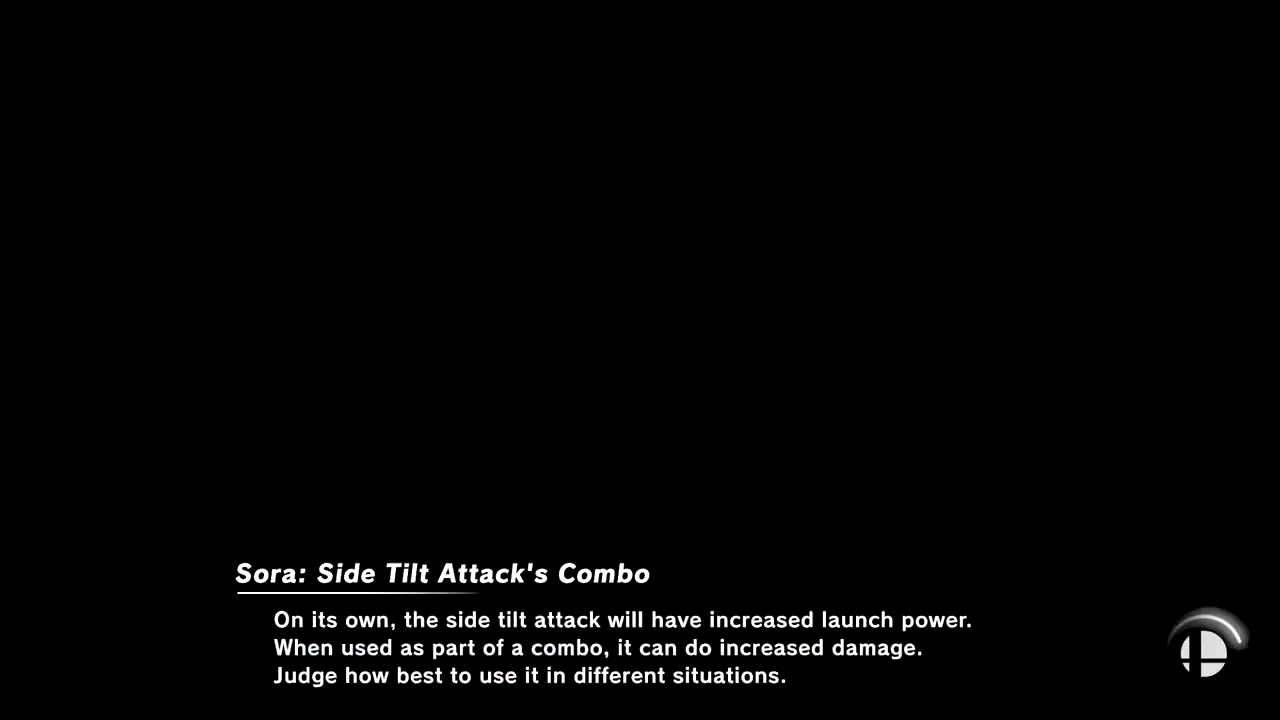 Sora: Side Tilt Attack's Combo
On its own, the side tilt attack will have increased launch power.
When used as part of a combo, it can do increased damage.
Judge how best to use it in different situations.